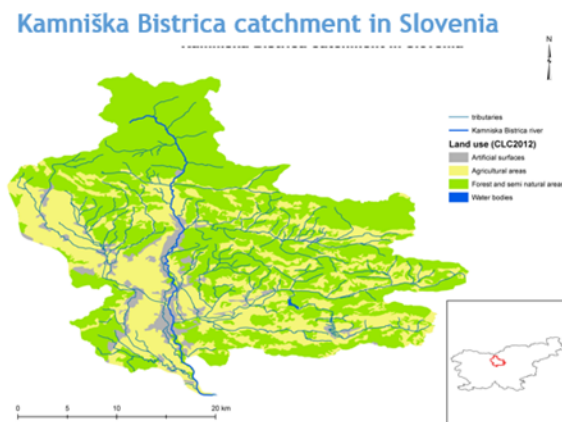 Kamniška Bistrica catchment in Slovenia
N
tributaries
Kamniska Bistrica river
Land use (CLC2012)
Artificial surfaces
Agricultural areas
Forest and semi natural areas
Water bodies
0 5 10 20 km